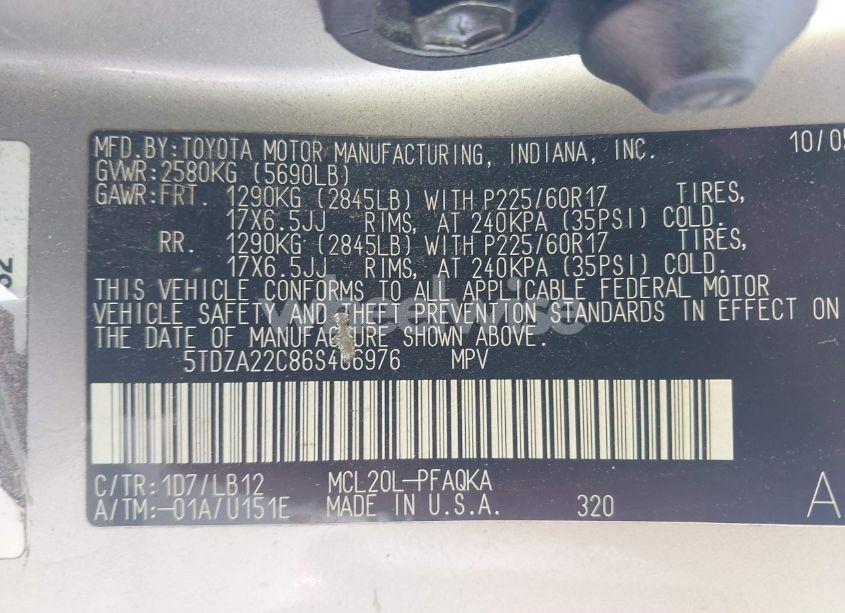 MFD.BY:TOYOTA MOTOR MANUFACTURING, INDIANA, INC. 10/05
GVWR:2580KG (5690LB)
GAWR:FRT. 1290KG (2845LB) WITH P225/60R17 TIRES,
17X6.5JJ RIMS, AT 240KPA (35PSI) COLD.
RR. 1290KG (2845LB) WITH P225/60R17 TIRES,
17X6.5JJ RIMS, AT 240KPA (35PSI) COLD.
THIS VEHICLE CONFORMS TO ALL APPLICABLE FEDERAL MOTOR
VEHICLE SAFETY AND THEFT PREVENTION STANDARDS IN EFFECT ON
THE DATE OF MANUFACTURE SHOWN ABOVE.
MPV
C/TR:1D7/LB12 MCL20L-PFAQKA
A/TM:-01A/U151E MADE IN U.S.A. 320 A
wheelwise